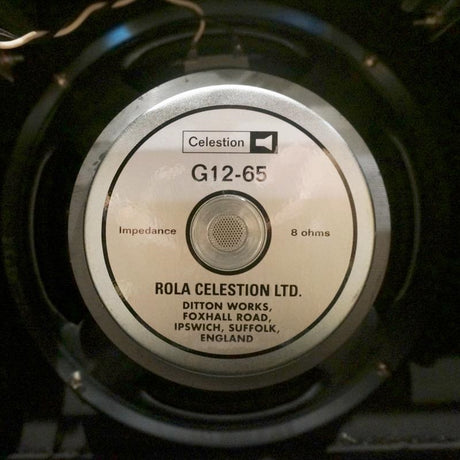 Celestion
G12-65
Impedance 8 ohms
ROLA CELESTION LTD.
DITTON WORKS,
FOXHALL ROAD,
IPSWICH, SUFFOLK,
ENGLAND